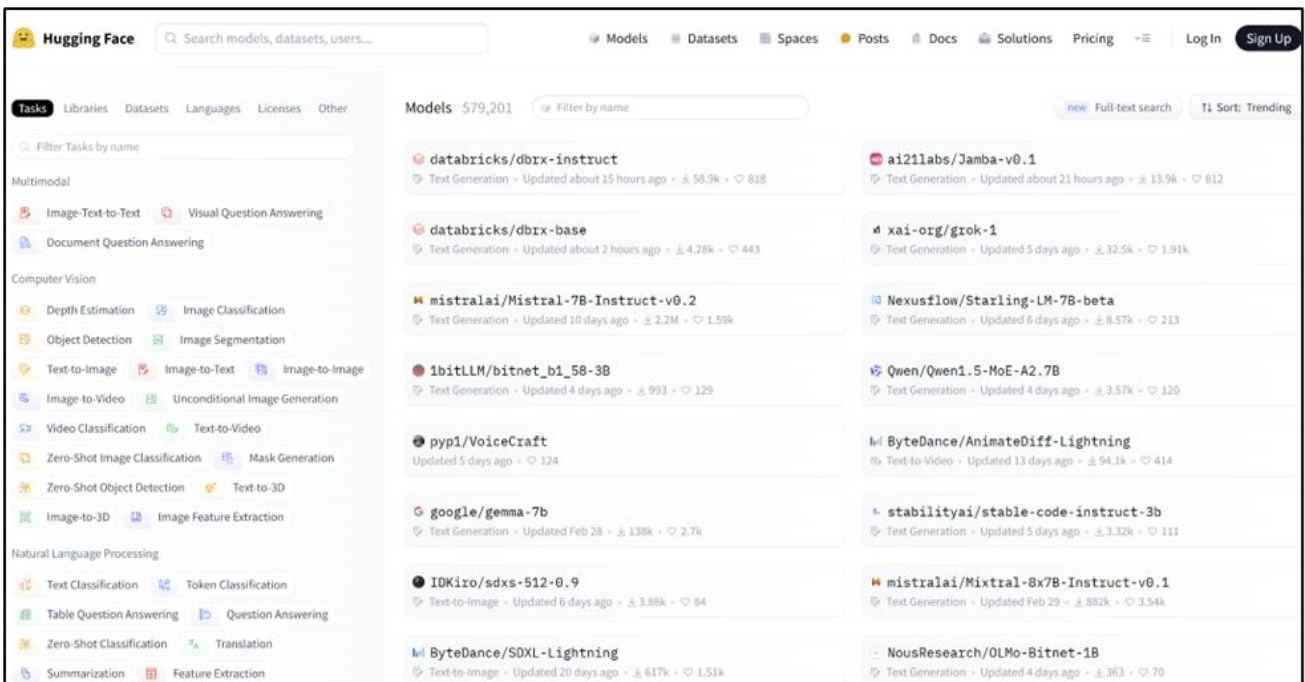 Hugging Face
Search models, datasets, users...
Models Datasets Spaces Posts Docs Solutions Pricing Log In Sign Up
Tasks Libraries Datasets Languages Licenses Other
Filter Tasks by name
Multimodal
Image-Text-to-Text Visual Question Answering
Document Question Answering
Computer Vision
Depth Estimation Image Classification
Object Detection Image Segmentation
Text-to-Image Image-to-Text Image-to-Image
Image-to-Video Unconditional Image Generation
Video Classification Text-to-Video
Zero-Shot Image Classification Mask Generation
Zero-Shot Object Detection Text-to-3D
Image-to-3D Image Feature Extraction
Natural Language Processing
Text Classification Token Classification
Table Question Answering Question Answering
Zero-Shot Classification Translation
Summarization Feature Extraction
Models 579,201 Filter by name new Full-text search Sort: Trending
databricks/dbrx-instruct
Text Generation • Updated about 15 hours ago • 58.9k • 818
ai21labs/Jamba-v0.1
Text Generation • Updated about 21 hours ago • 13.9k • 812
databricks/dbrx-base
Text Generation • Updated about 2 hours ago • 4.28k • 443
xai-org/grok-1
Text Generation • Updated 5 days ago • 32.5k • 1.91k
mistralai/Mistral-7B-Instruct-v0.2
Text Generation • Updated 10 days ago • 2.2M • 1.59k
Nexusflow/Starling-LM-7B-beta
Text Generation • Updated 6 days ago • 8.57k • 213
1bitLLM/bitnet_b1_58-3B
Text Generation • Updated 4 days ago • 993 • 129
Qwen/Qwen1.5-MoE-A2.7B
Text Generation • Updated 4 days ago • 3.57k • 120
pyp1/VoiceCraft
Updated 5 days ago • 124
ByteDance/AnimateDiff-Lightning
Text-to-Video • Updated 13 days ago • 94.1k • 414
google/gemma-7b
Text Generation • Updated Feb 28 • 138k • 2.7k
stabilityai/stable-code-instruct-3b
Text Generation • Updated 5 days ago • 3.32k • 111
IDKiro/sdxs-512-0.9
Text-to-Image • Updated 6 days ago • 3.88k • 84
mistralai/Mixtral-8x7B-Instruct-v0.1
Text Generation • Updated Feb 29 • 882k • 3.54k
ByteDance/SDXL-Lightning
Text-to-Image • Updated 20 days ago • 617k • 1.51k
NousResearch/OLMo-Bitnet-1B
Text Generation • Updated 4 days ago • 363 • 70